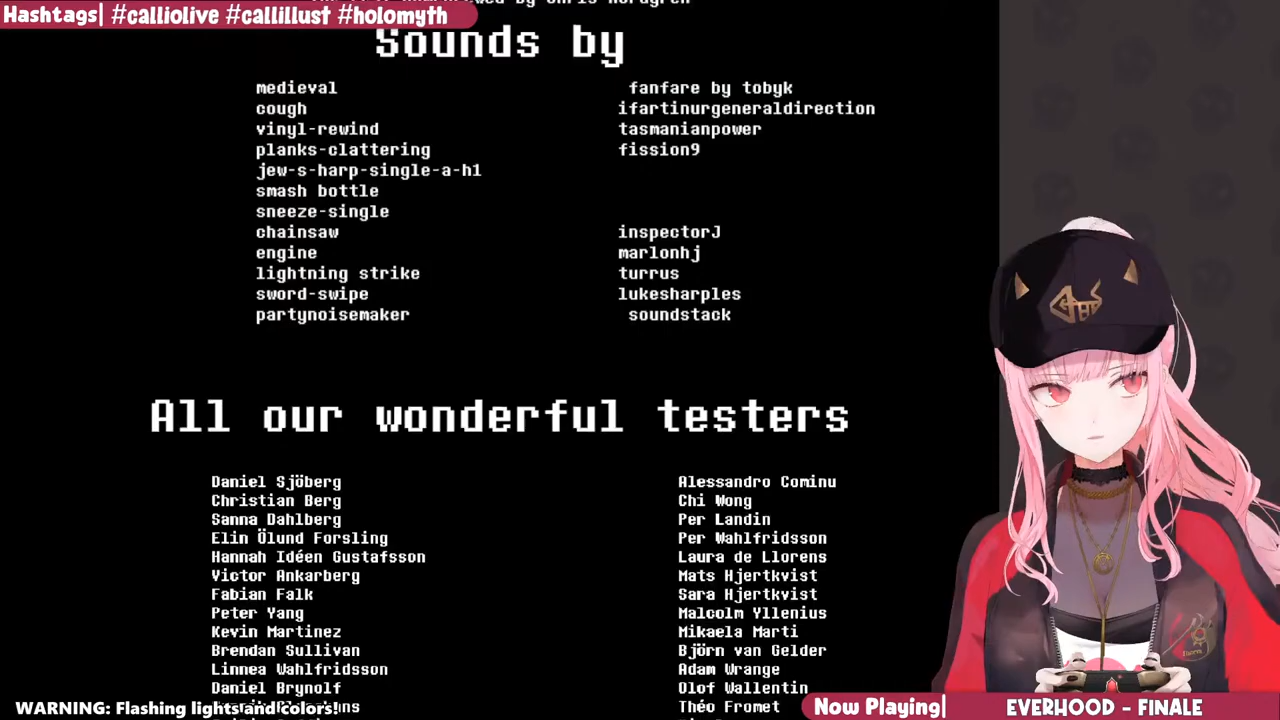 Hashtags| #calliolive #callillust #holomyth
Sounds by
medieval fanfare by tobyk
cough ifartinurgeneraldirection
vinyl-rewind tasmanianpower
planks-clattering fission9
jew-s-harp-single-a-h1
smash bottle
sneeze-single
chainsaw inspectorJ
engine marlonhj
lightning strike turrus
sword-swipe lukesharples
partynoisemaker soundstack
All our wonderful testers
Daniel Sjöberg Alessandro Cominu
Christian Berg Chi Wong
Sanna Dahlberg Per Landin
Elin Ölund Forsling Per Wahlfridsson
Hannah Idéen Gustafsson Laura de Llorens
Victor Ankarberg Mats Hjertkvist
Fabian Falk Sara Hjertkvist
Peter Yang Malcolm Yllenius
Kevin Martinez Mikaela Marti
Brendan Sullivan Björn van Gelder
Linnea Wahlfridsson Adam Wrange
Daniel Brynolf Olof Wallentin
Théo Fromet
WARNING: Flashing lights and colors!
Now Playing| EVERHOOD - FINALE